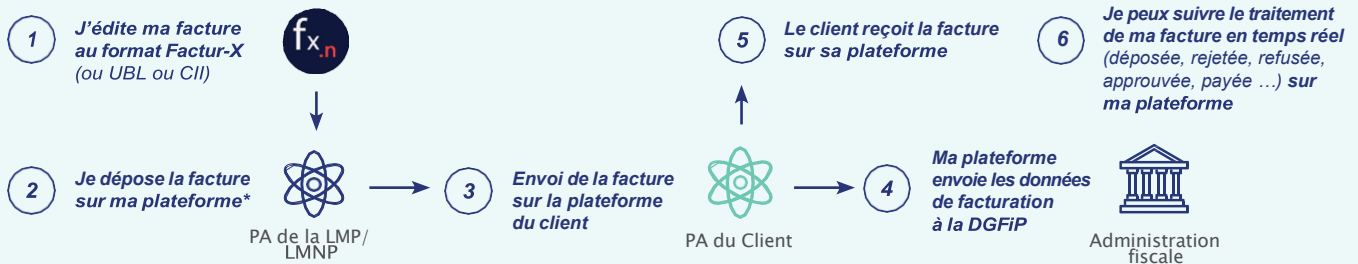 1
J’édite ma facture
au format Factur-X
(ou UBL ou CII)
fx.n
2
Je dépose la facture
sur ma plateforme*
PA de la LMP/
LMNP
3
Envoi de la facture
sur la plateforme
du client
PA du Client
4
Ma plateforme
envoie les données
de facturation
à la DGFiP
Administration
fiscale
5
Le client reçoit la facture
sur sa plateforme
6
Je peux suivre le traitement
de ma facture en temps réel
(déposée, rejetée, refusée,
approuvée, payée …) sur
ma plateforme